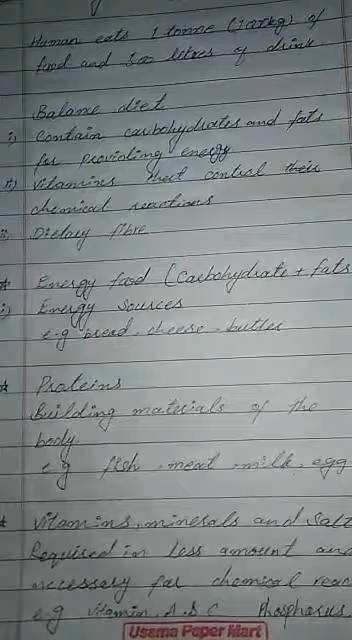 Human eats 1 tonne (1000kg) of
food and 500 litres of drink.
Balance diet
i) Contain carbohydrates and fats
for providing energy
ii) Vitamins that control their
chemical reactions
Dietary fibre
* Energy food (Carbohydrate + fats
i) Energy sources
e.g bread, cheese, butter
* Proteins
Building materials of the
body.
e g fish, meat, milk, egg
* Vitamins, minerals and salt
Required in less amount and
necessary for chemical reac
e.g vitamin, A, B, C Phosphorus
Usama Paper Mart